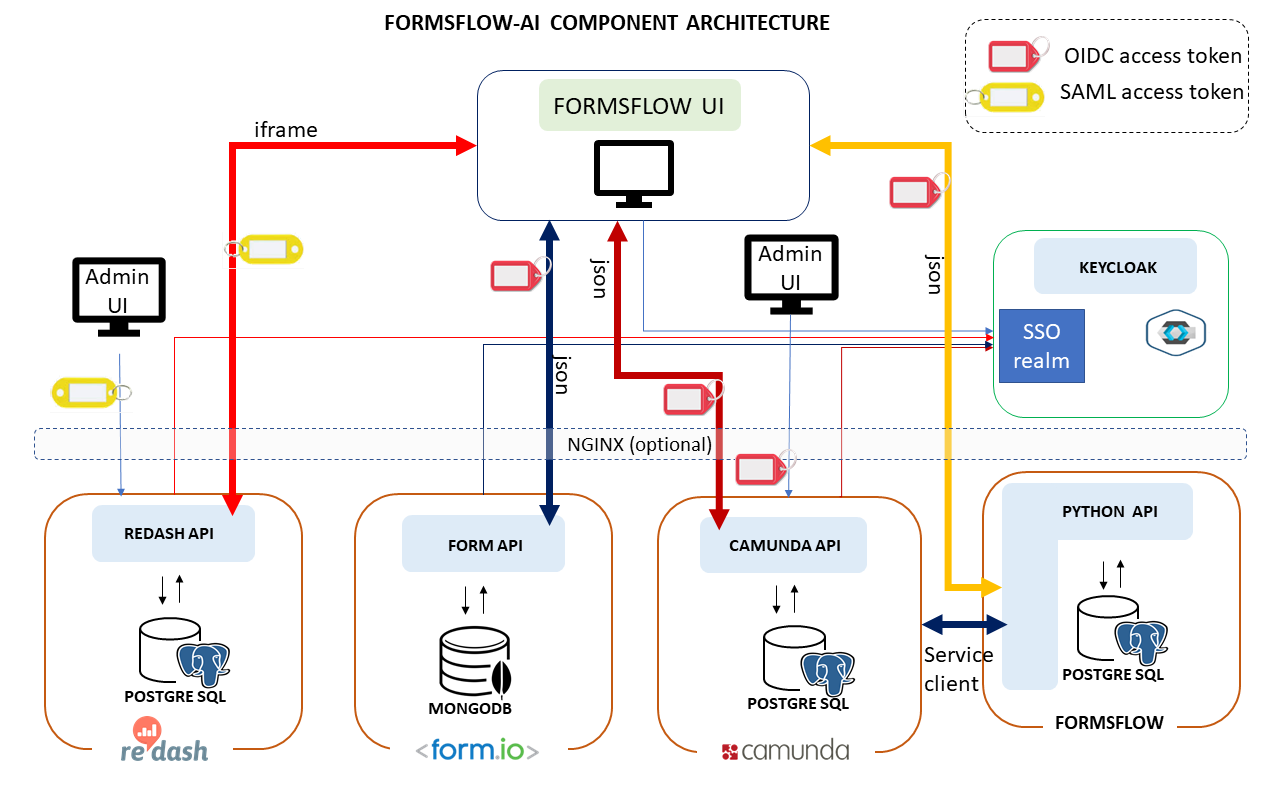 FORMSFLOW-AI COMPONENT ARCHITECTURE
OIDC access token
SAML access token
FORMSFLOW UI
iframe
json
json
json
Admin
UI
Admin
UI
KEYCLOAK
SSO
realm
NGINX (optional)
REDASH API
FORM API
CAMUNDA API
PYTHON API
POSTGRE SQL
MONGODB
POSTGRE SQL
POSTGRE SQL
Service
client
FORMSFLOW
re:dash
<form.io>
camunda